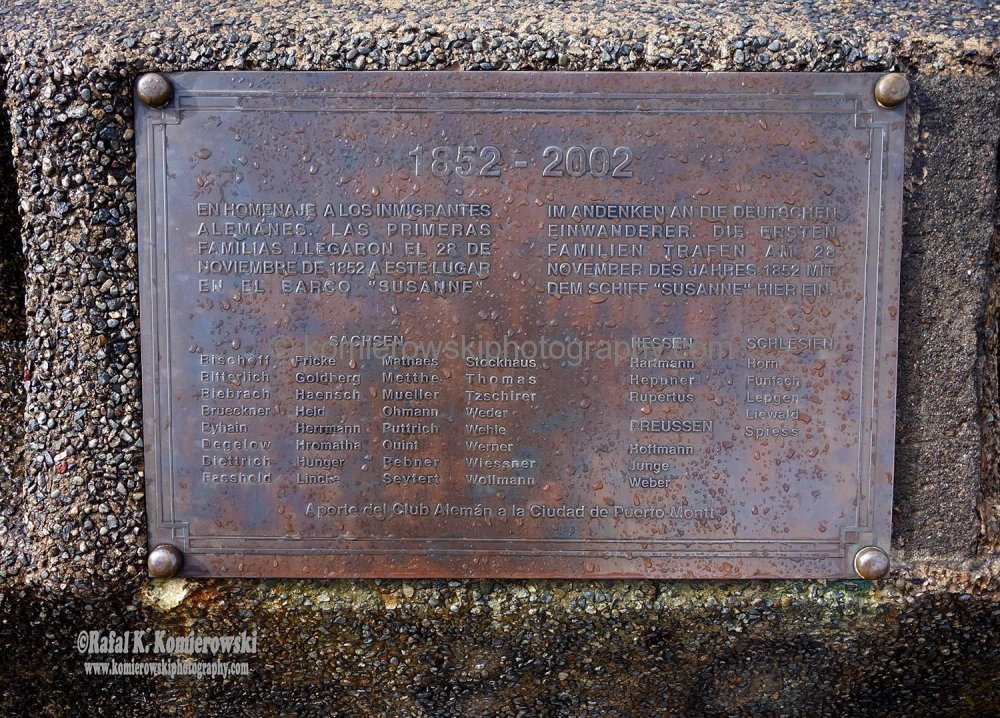 1852 - 2002
EN HOMENAJE A LOS INMIGRANTES
ALEMANES. LAS PRIMERAS
FAMILIAS LLEGARON EL 28 DE
NOVIEMBRE DE 1852 A ESTE LUGAR
EN EL BARCO "SUSANNE".
IM ANDENKEN AN DIE DEUTSCHEN
EINWANDERER. DIE ERSTEN
FAMILIEN TRAFEN AM 28
NOVEMBER DES JAHRES 1852 MIT
DEM SCHIFF "SUSANNE" HIER EIN.
SACHSEN
Bischoff Fricke Mathaes Stockhaus
Bitterlich Goldberg Metthe Thomas
Biebrach Haensch Mueller Tzschirer
Brueckner Held Ohmann Weder
Byhain Herrmann Puttrich Wehle
Degelow Hromatha Quint Werner
Diettrich Hunger Rebner Wiessner
Fasshold Lincke Seyfert Wollmann
HESSEN
Hartmann
Heppner
Rupertus
PREUSSEN
Hoffmann
Junge
Weber
SCHLESIEN
Horn
Funfach
Lepgen
Liewald
Spiess
Aporte del Club Alemán a la Ciudad de Puerto Montt
© komierowskiphotography.com
©Rafal K. Komierowski
www.komierowskiphotography.com